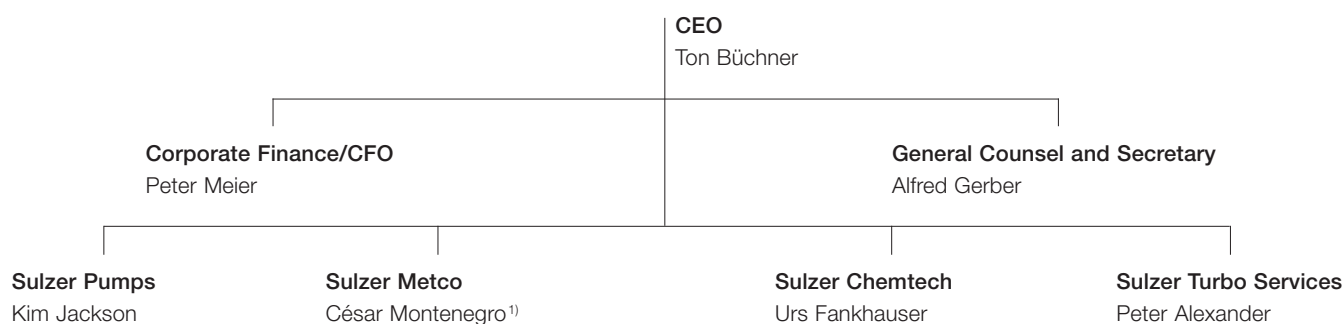 CEO
Ton Büchner
Corporate Finance/CFO
Peter Meier
General Counsel and Secretary
Alfred Gerber
Sulzer Pumps
Kim Jackson
Sulzer Metco
César Montenegro¹⁾
Sulzer Chemtech
Urs Fankhauser
Sulzer Turbo Services
Peter Alexander